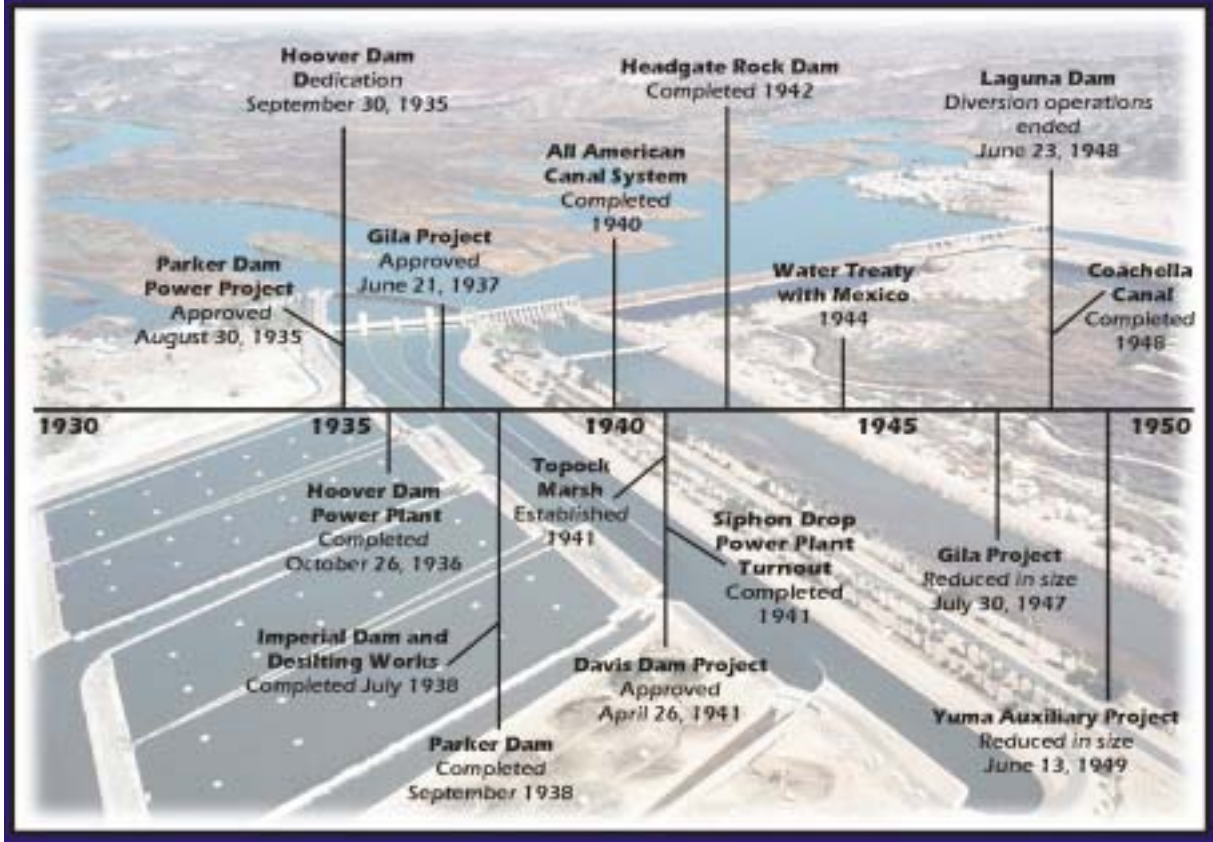 Hoover Dam
Dedication
September 30, 1935
Headgate Rock Dam
Completed 1942
Laguna Dam
Diversion operations
ended
June 23, 1948
All American
Canal System
Completed
1940
Gila Project
Approved
June 21, 1937
Parker Dam
Power Project
Approved
August 30, 1935
Water Treaty
with Mexico
1944
Coachella
Canal
Completed
1948
1930 1935 1940 1945 1950
Hoover Dam
Power Plant
Completed
October 26, 1936
Topock
Marsh
Established
1941
Siphon Drop
Power Plant
Turnout
Completed
1941
Gila Project
Reduced in size
July 30, 1947
Imperial Dam and
Desilting Works
Completed July 1938
Davis Dam Project
Approved
April 26, 1941
Parker Dam
Completed
September 1938
Yuma Auxiliary Project
Reduced in size
June 13, 1949